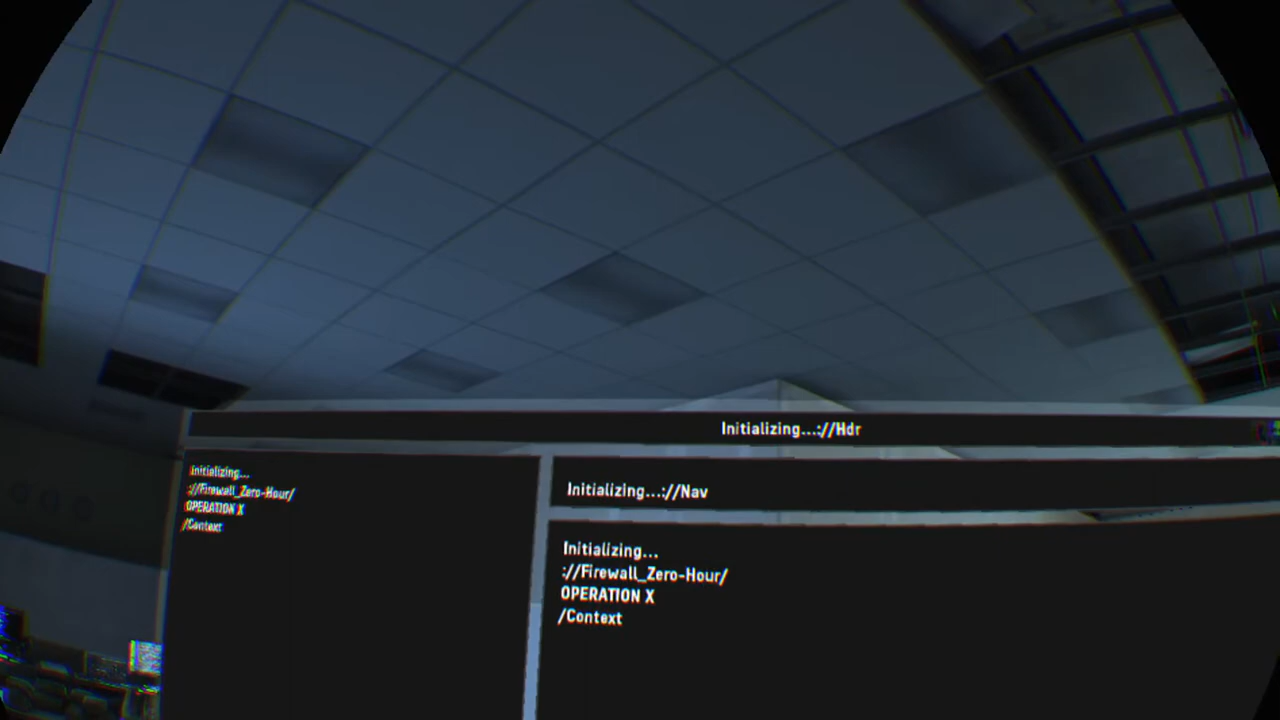 Initializing...://Hdr
Initializing...
://Firewall_Zero-Hour/
OPERATION X
/Context
Initializing...://Nav
Initializing...
://Firewall_Zero-Hour/
OPERATION X
/Context